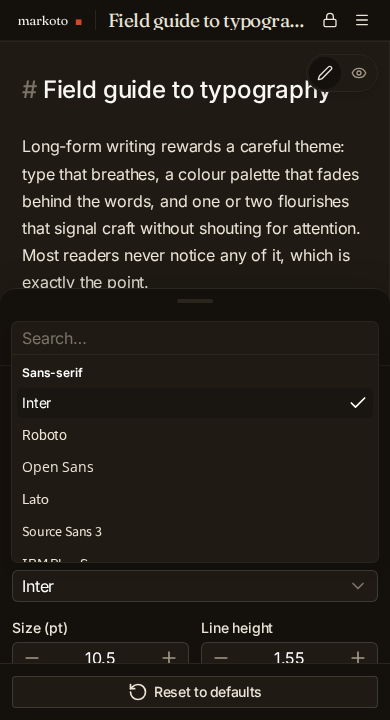 markoto
Field guide to typogra...
# Field guide to typography
Long-form writing rewards a careful theme:
type that breathes, a colour palette that fades
behind the words, and one or two flourishes
that signal craft without shouting for attention.
Most readers never notice any of it, which is
exactly the point.
Search...
Sans-serif
Inter
Roboto
Open Sans
Lato
Source Sans 3
Inter
Size (pt)
Line height
10.5
1.55
Reset to defaults